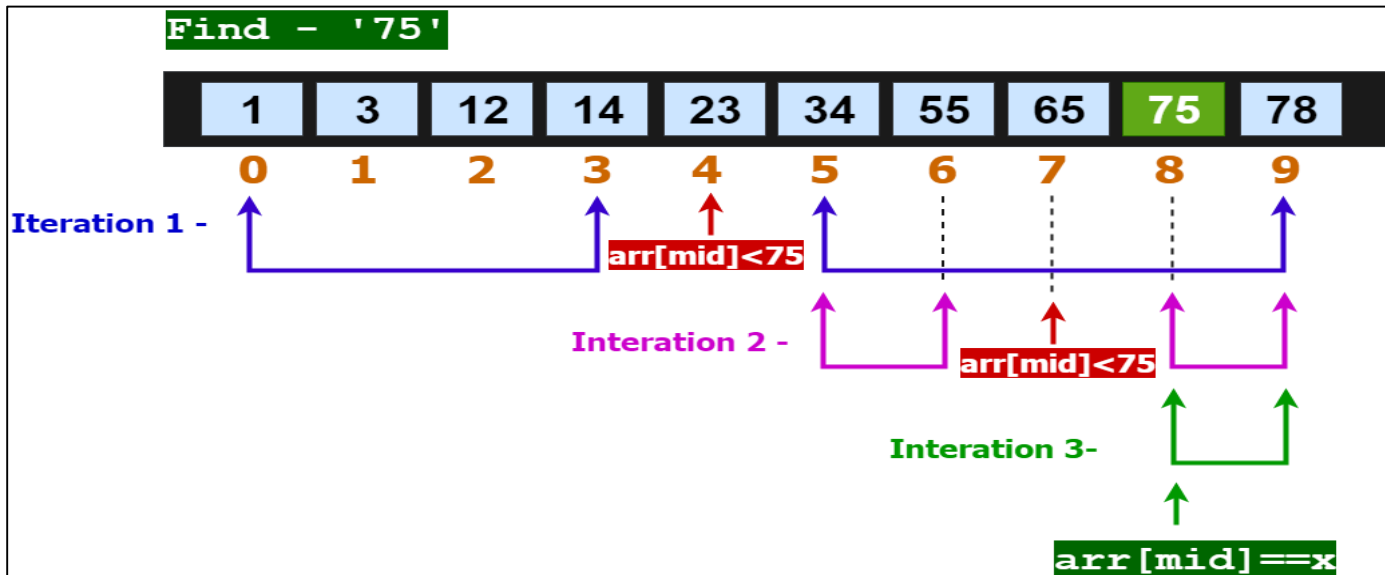 Find - '75'
1 3 12 14 23 34 55 65 75 78
0 1 2 3 4 5 6 7 8 9
Iteration 1 -
arr[mid]<75
Interation 2 -
arr[mid]<75
Interation 3-
arr[mid]==x